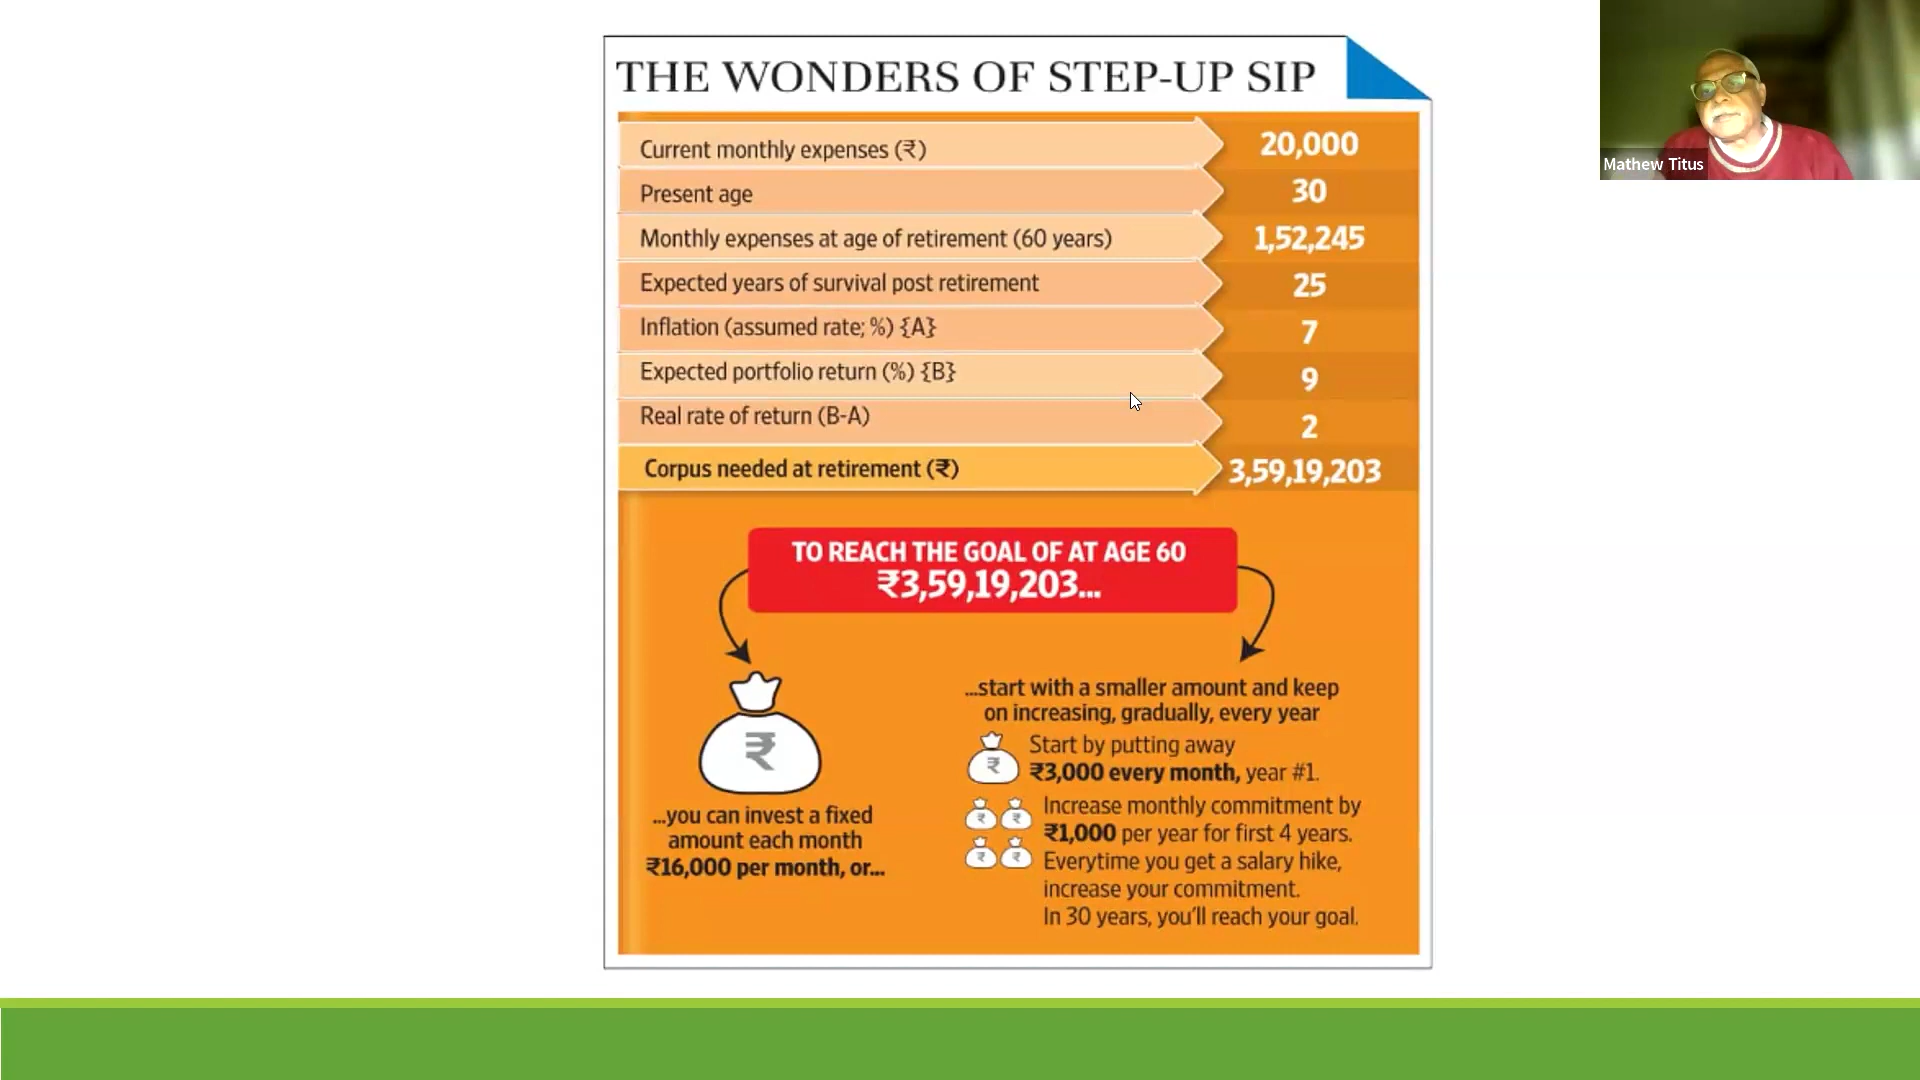 THE WONDERS OF STEP-UP SIP
Current monthly expenses (₹) 20,000
Present age 30
Monthly expenses at age of retirement (60 years) 1,52,245
Expected years of survival post retirement 25
Inflation (assumed rate; %) {A} 7
Expected portfolio return (%) {B} 9
Real rate of return (B-A) 2
Corpus needed at retirement (₹) 3,59,19,203
TO REACH THE GOAL OF AT AGE 60
₹3,59,19,203...
₹
...you can invest a fixed
amount each month
₹16,000 per month, or...
...start with a smaller amount and keep
on increasing, gradually, every year
₹
Start by putting away
₹3,000 every month, year #1.
₹ ₹
₹ ₹
Increase monthly commitment by
₹1,000 per year for first 4 years.
Everytime you get a salary hike,
increase your commitment.
In 30 years, you'll reach your goal.
Mathew Titus